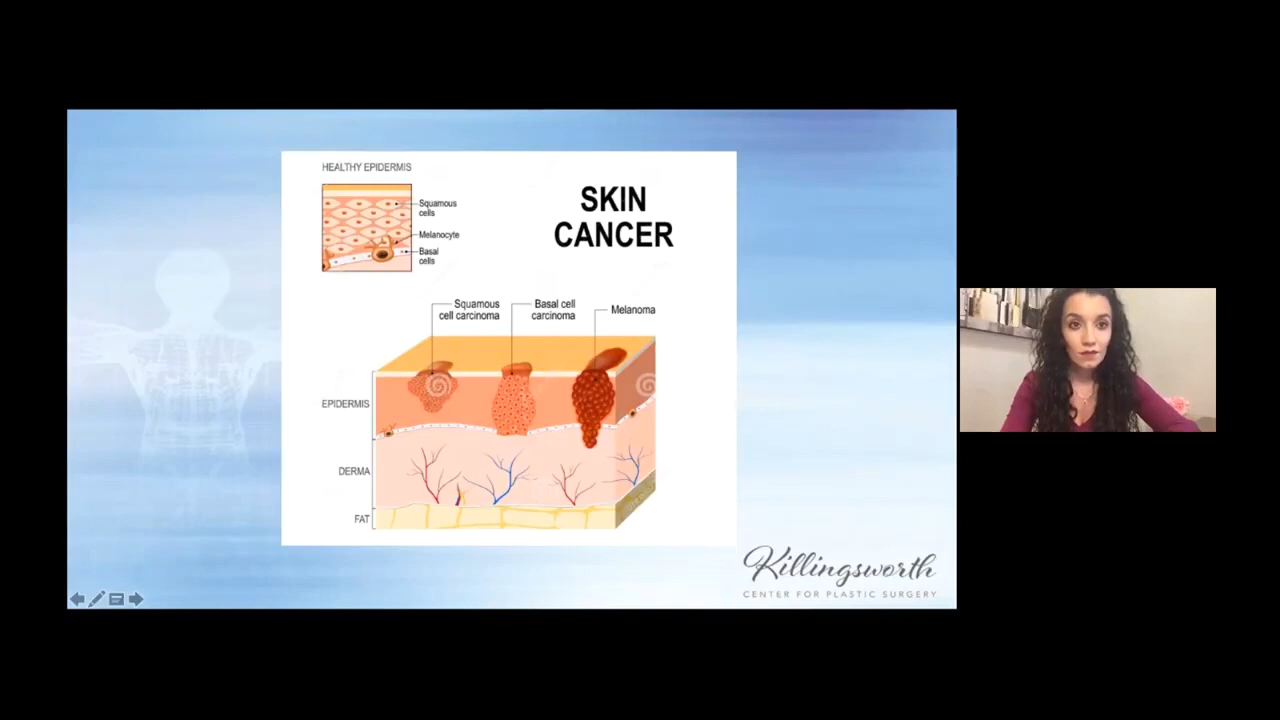 HEALTHY EPIDERMIS
Squamous
cells
Melanocyte
Basal
cells
SKIN
CANCER
Squamous
cell carcinoma
Basal cell
carcinoma
Melanoma
EPIDERMIS
DERMA
FAT
Killingsworth
CENTER FOR PLASTIC SURGERY